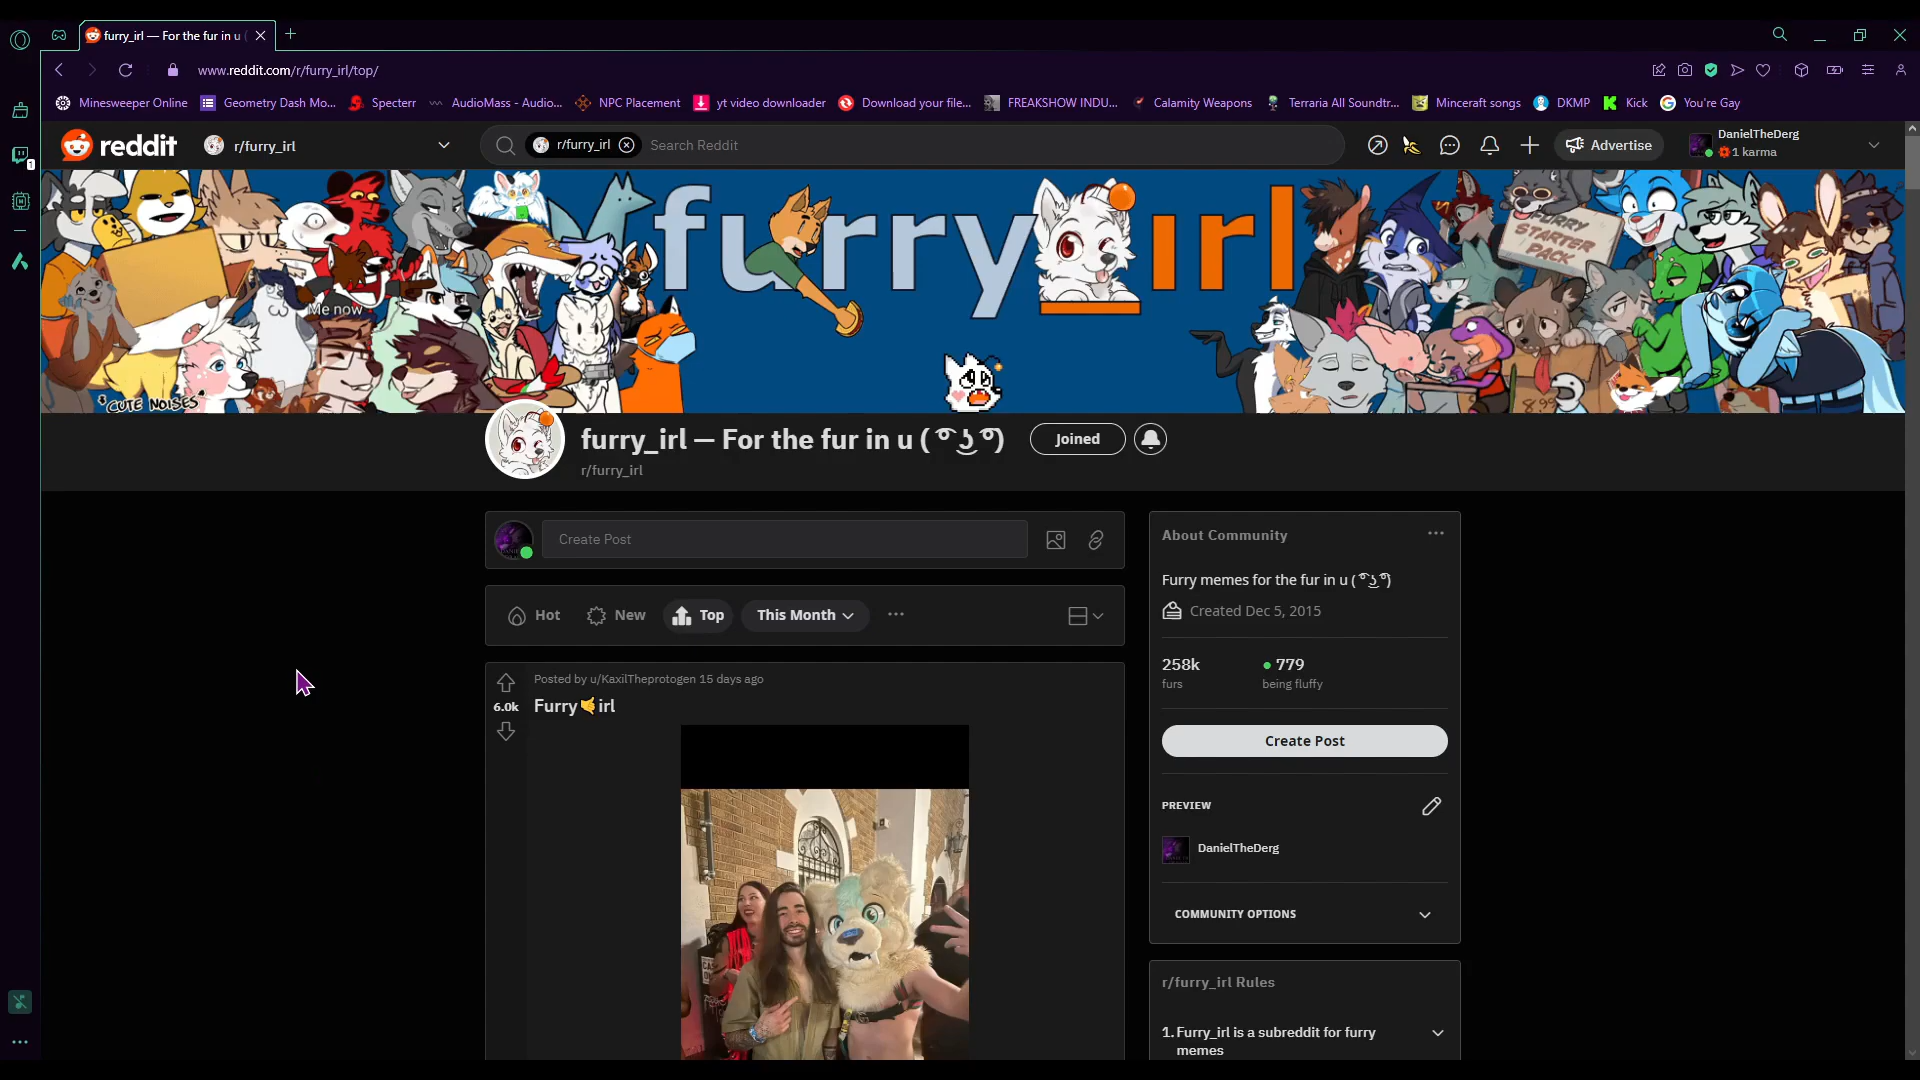 furry_irl — For the fur in u (
www.reddit.com/r/furry_irl/top/
Minesweeper Online
Geometry Dash Mo...
Specterr
AudioMass - Audio...
NPC Placement
yt video downloader
Download your file...
FREAKSHOW INDU...
Calamity Weapons
Terraria All Soundtr...
Minceraft songs
DKMP
Kick
You're Gay
reddit
r/furry_irl
r/furry_irl
Search Reddit
Advertise
DanielTheDerg
1 karma
1
furry irl
FURRY
STARTER
PACK
Me now
*CUTE NOISES*
8.99
furry_irl — For the fur in u ( ͡° ͜ʖ ͡°)
Joined
r/furry_irl
Create Post
Hot
New
Top
This Month
Posted by u/KaxilTheprotogen 15 days ago
6.0k
Furry🤙irl
About Community
Furry memes for the fur in u ( ͡° ͜ʖ ͡°)
Created Dec 5, 2015
258k
furs
779
being fluffy
Create Post
PREVIEW
DanielTheDerg
COMMUNITY OPTIONS
r/furry_irl Rules
1. Furry_irl is a subreddit for furry
memes